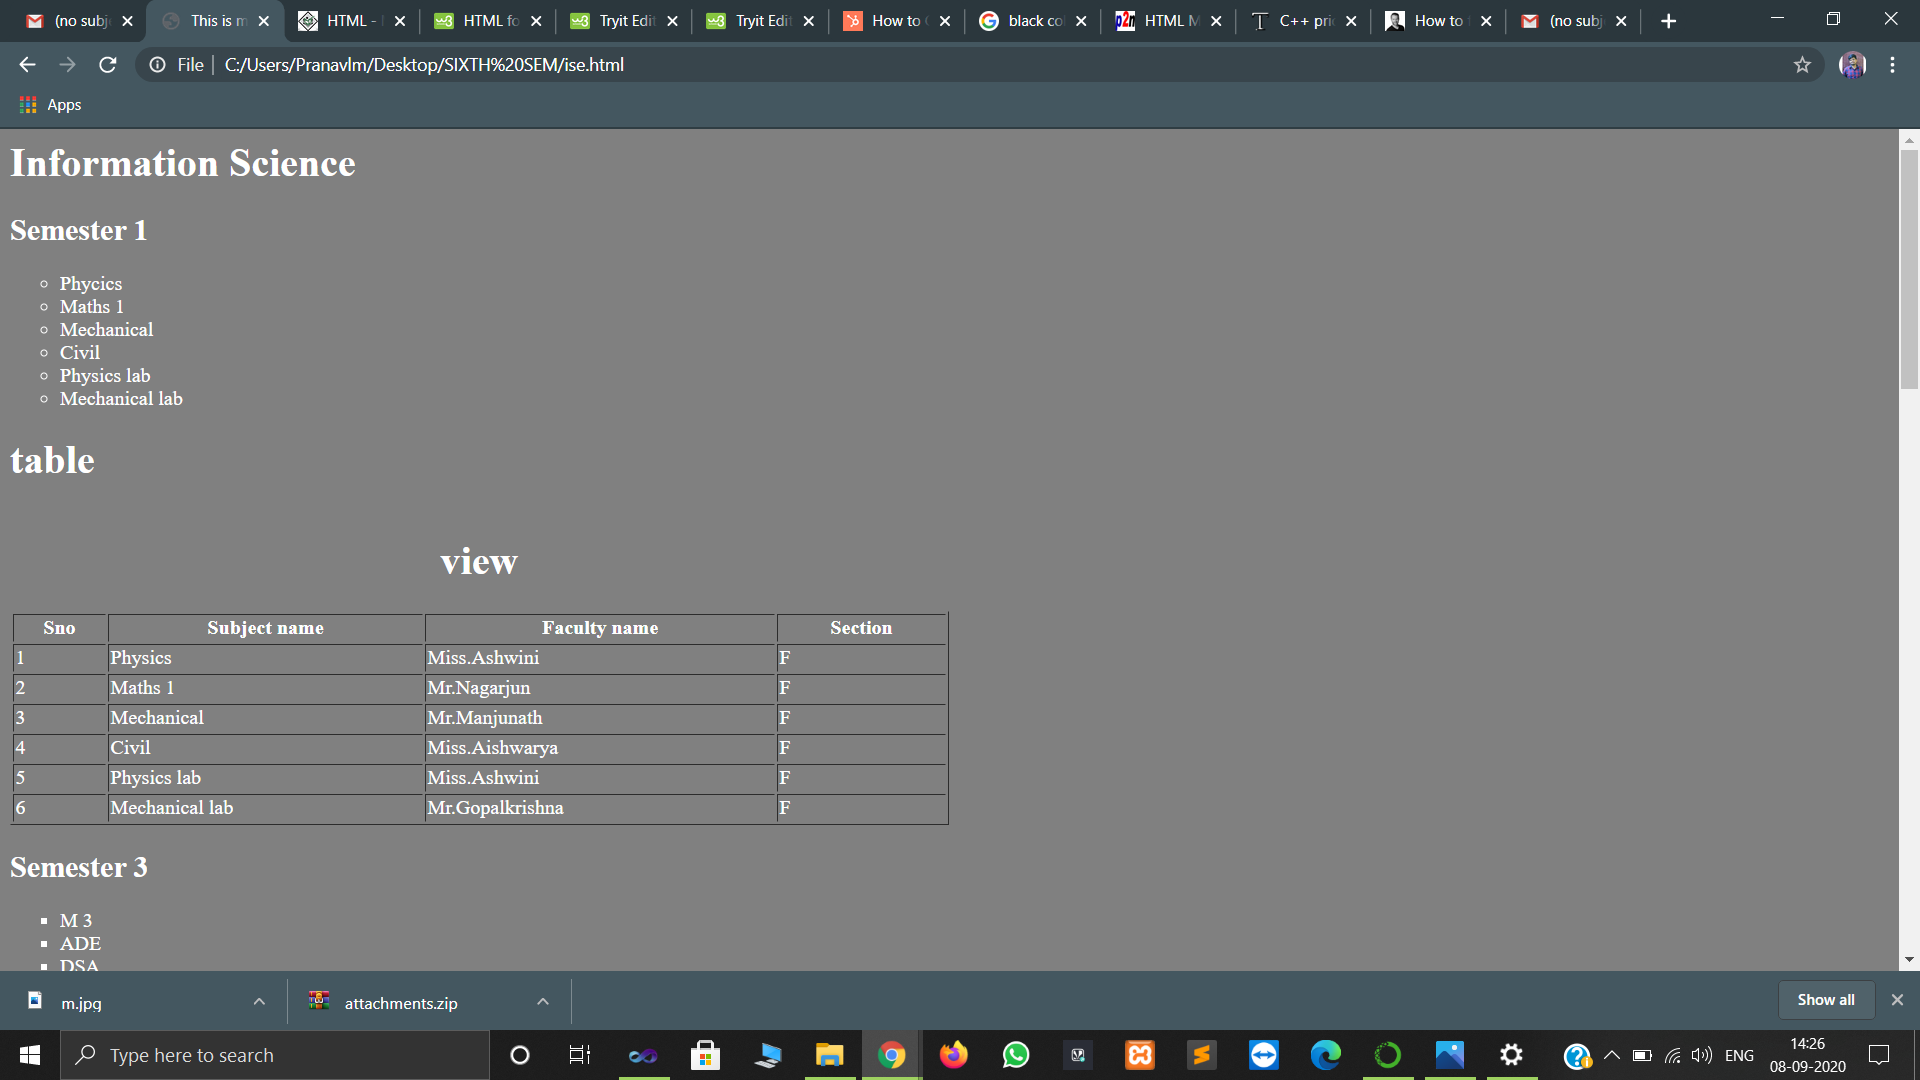 (no subj
This is m
HTML -
HTML fo
Tryit Edit
Tryit Edit
How to
black co
HTML M
C++ pri
How to
(no subj
File
C:/Users/Pranavlm/Desktop/SIXTH%20SEM/ise.html
Apps
Information Science
Semester 1
Phycics
Maths 1
Mechanical
Civil
Physics lab
Mechanical lab
table
view
Sno Subject name Faculty name Section
1 Physics Miss.Ashwini F
2 Maths 1 Mr.Nagarjun F
3 Mechanical Mr.Manjunath F
4 Civil Miss.Aishwarya F
5 Physics lab Miss.Ashwini F
6 Mechanical lab Mr.Gopalkrishna F
Semester 3
M 3
ADE
DSA
m.jpg
attachments.zip
Show all
Type here to search
ENG
14:26
08-09-2020